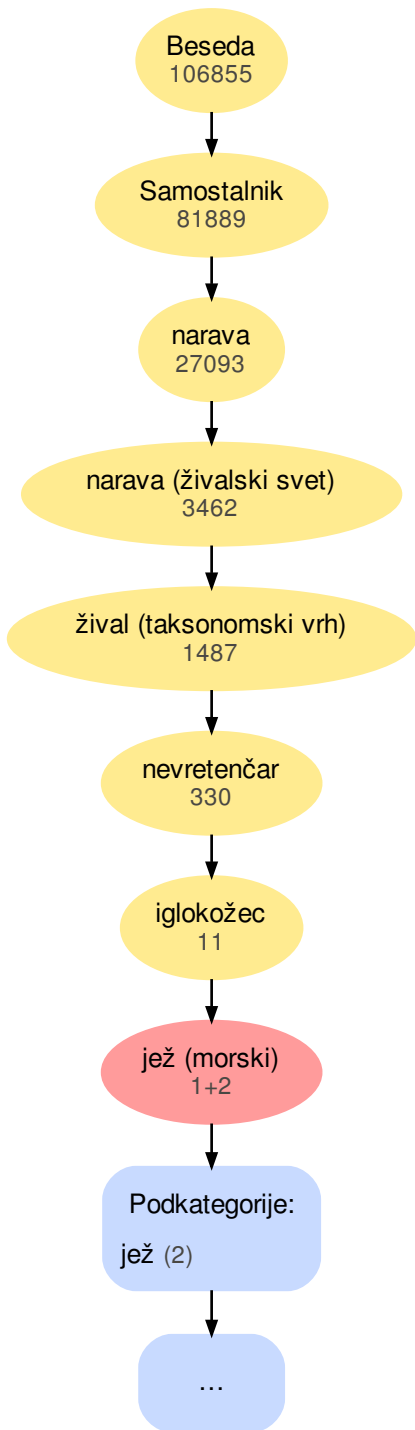 Beseda
106855
Samostalnik
81889
narava
27093
narava (živalski svet)
3462
žival (taksonomski vrh)
1487
nevretenčar
330
iglokožec
11
jež (morski)
1+2
Podkategorije:
jež (2)
...